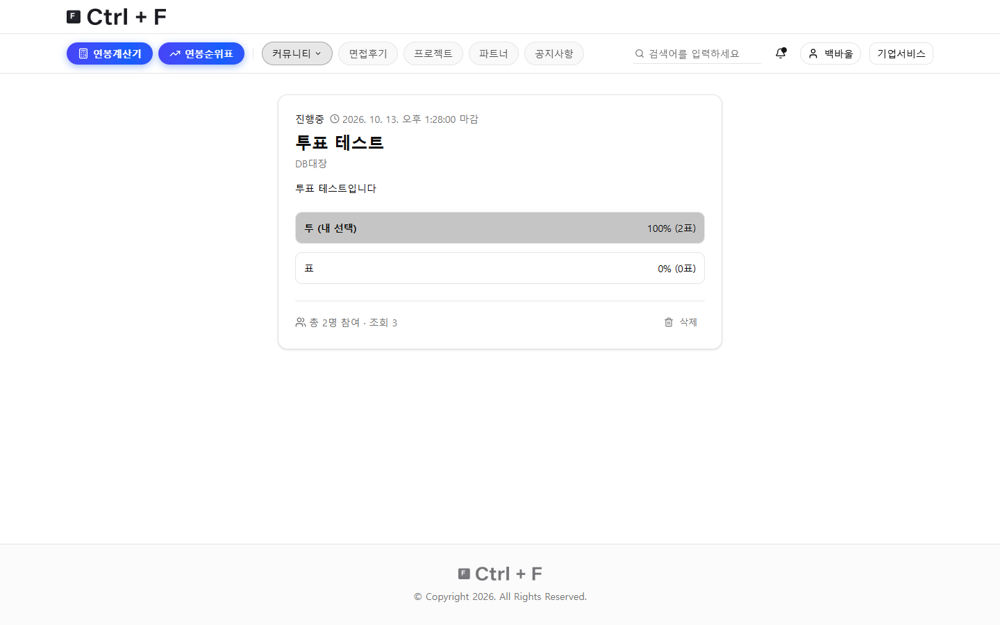 F Ctrl + F
연봉계산기 연봉순위표 커뮤니티 면접후기 프로젝트 파트너 공지사항 검색어를 입력하세요 백바울 기업서비스
진행중 2026. 10. 13. 오후 1:28:00 마감
투표 테스트
DB대장
투표 테스트입니다
투 (내 선택) 100% (2표)
표 0% (0표)
총 2명 참여 · 조회 3 삭제
F Ctrl + F
© Copyright 2026. All Rights Reserved.